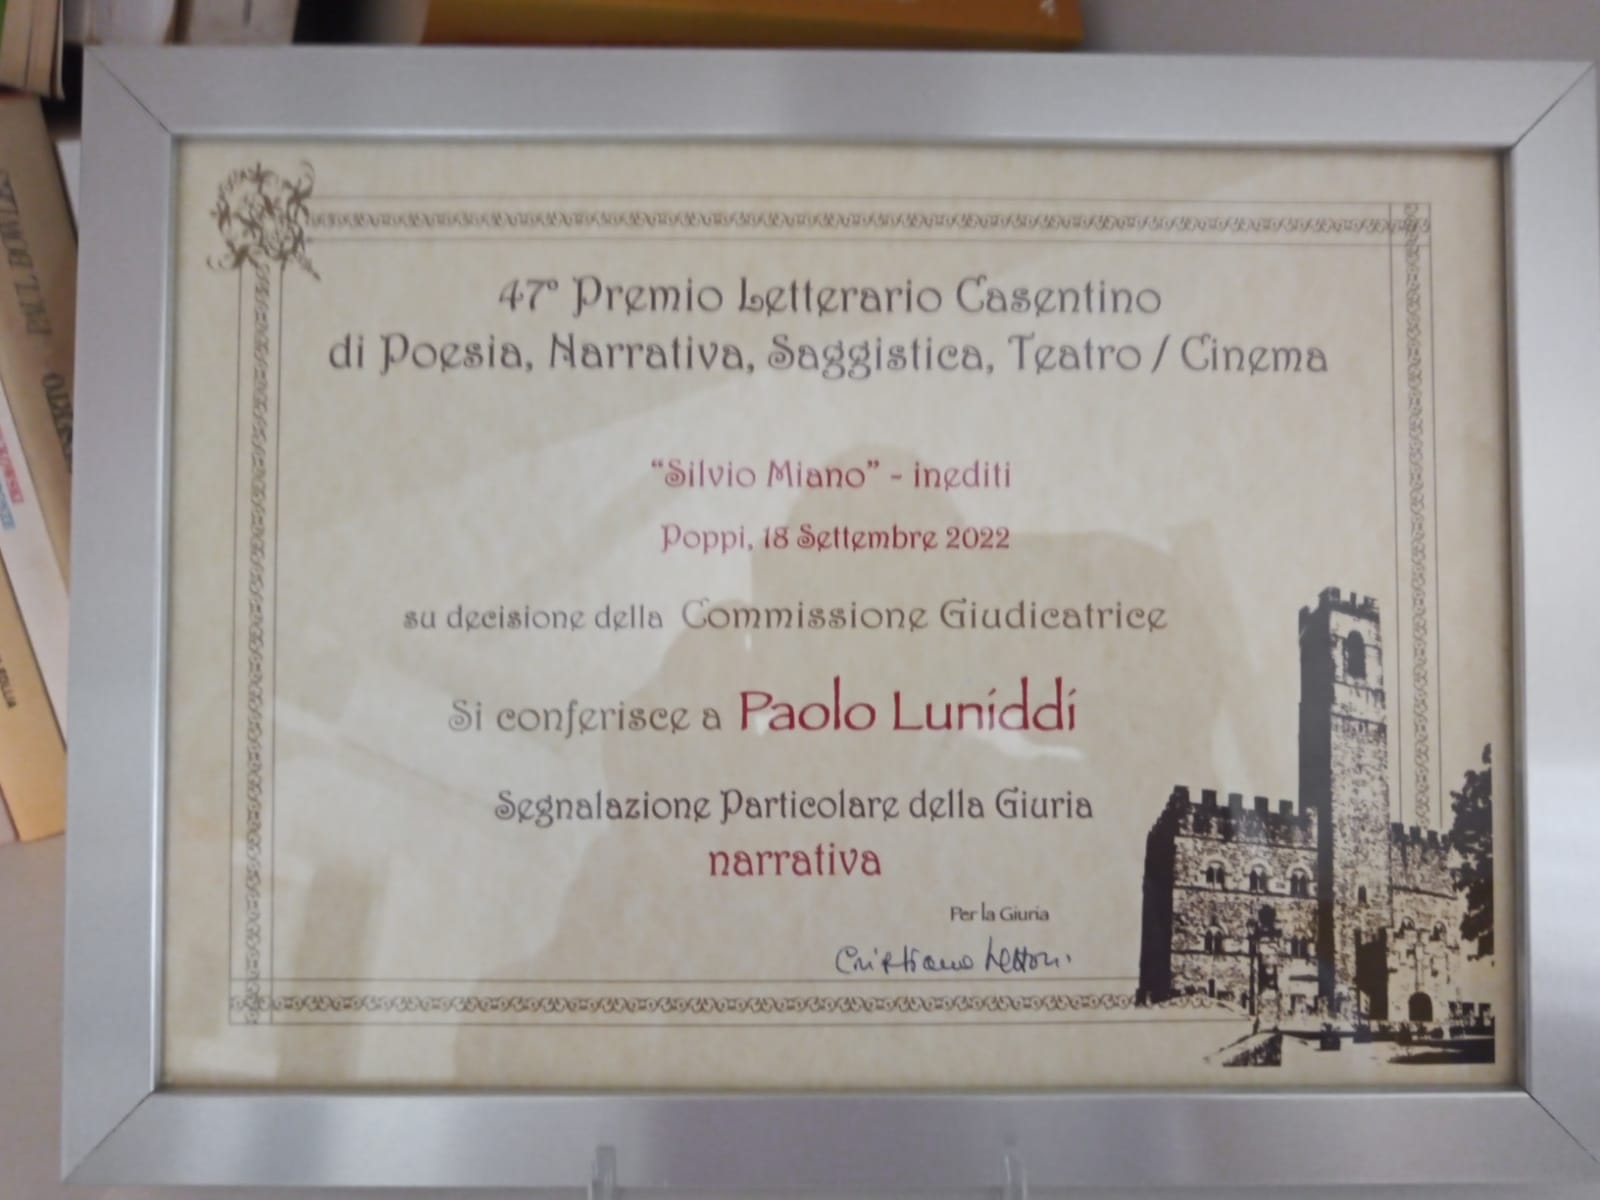 47° Premio Letterario Casentino
di Poesia, Narrativa, Saggistica, Teatro / Cinema
“Silvio Miano” - inediti
Poppi, 18 Settembre 2022
su decisione della Commissione Giudicatrice
Si conferisce a Paolo Luniddi
Segnalazione Particolare della Giuria
narrativa
Per la Giuria
Cristiano